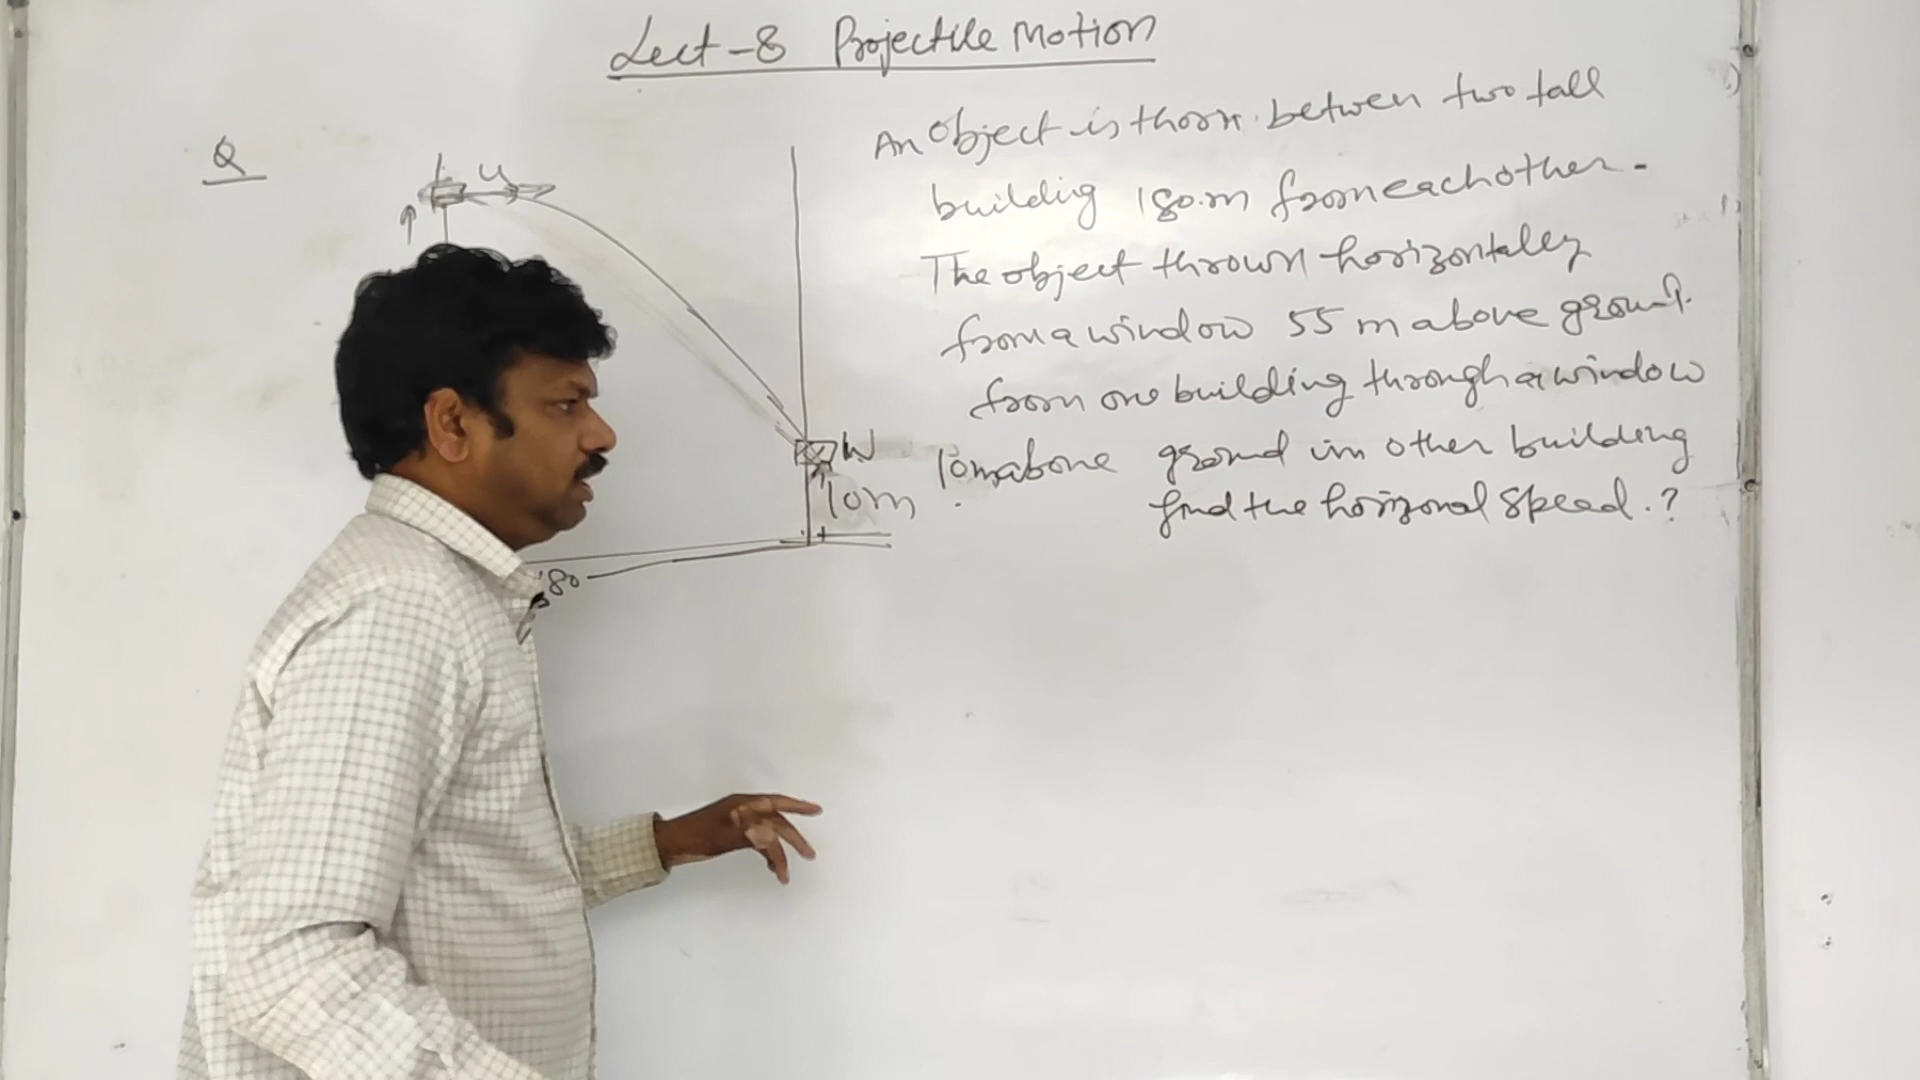 Lect-8 Projectile Motion
Q
u
An object is thorn between two tall
building 180m from each other.
The object thrown horizontaley
from a window 55 m above ground.
from one building through a window
10m above ground in other building
find the horizonal speed.?
W
10m
180